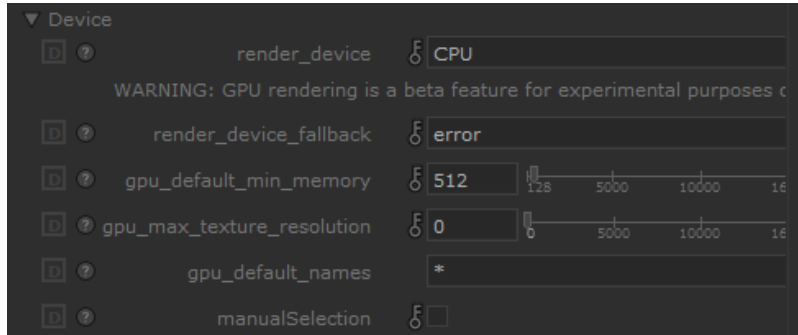 ▼ Device
D ? render_device CPU
WARNING: GPU rendering is a beta feature for experimental purposes
D ? render_device_fallback error
D ? gpu_default_min_memory 512 128 5000 10000
D ? gpu_max_texture_resolution 0 0 5000 10000
D ? gpu_default_names *
D ? manualSelection